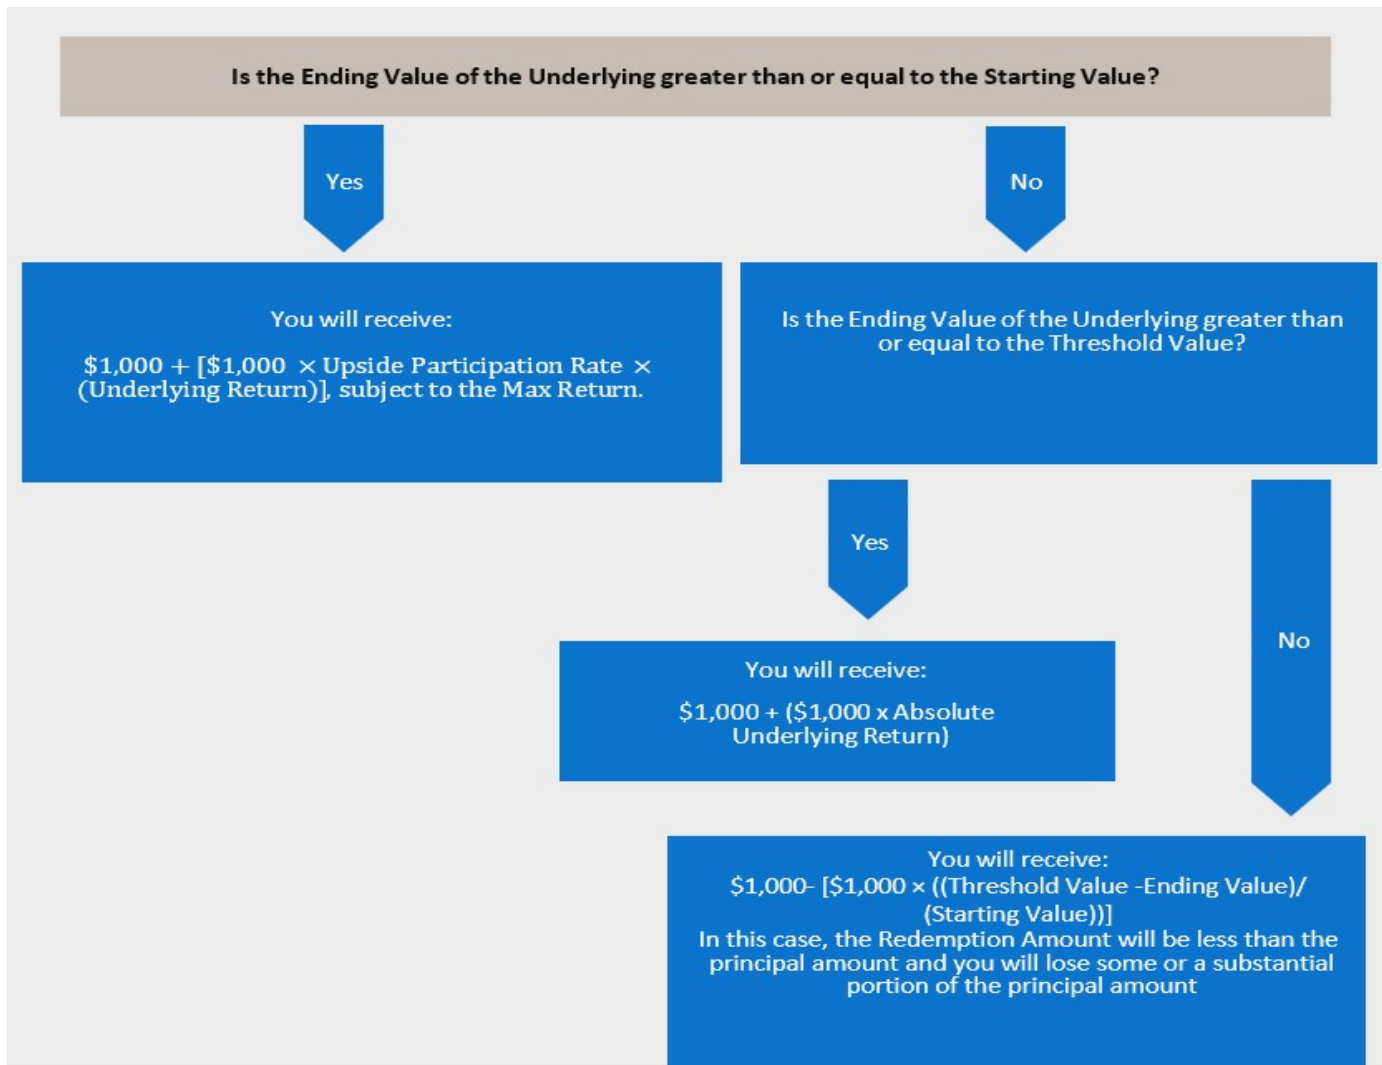 Is the Ending Value of the Underlying greater than or equal to the Starting Value?
Yes
No
You will receive:
$1,000 + [$1,000 × Upside Participation Rate ×
(Underlying Return)], subject to the Max Return.
Is the Ending Value of the Underlying greater than
or equal to the Threshold Value?
Yes
No
You will receive:
$1,000 + ($1,000 x Absolute
Underlying Return)
You will receive:
$1,000- [$1,000 × ((Threshold Value -Ending Value)/
(Starting Value))]
In this case, the Redemption Amount will be less than the
principal amount and you will lose some or a substantial
portion of the principal amount